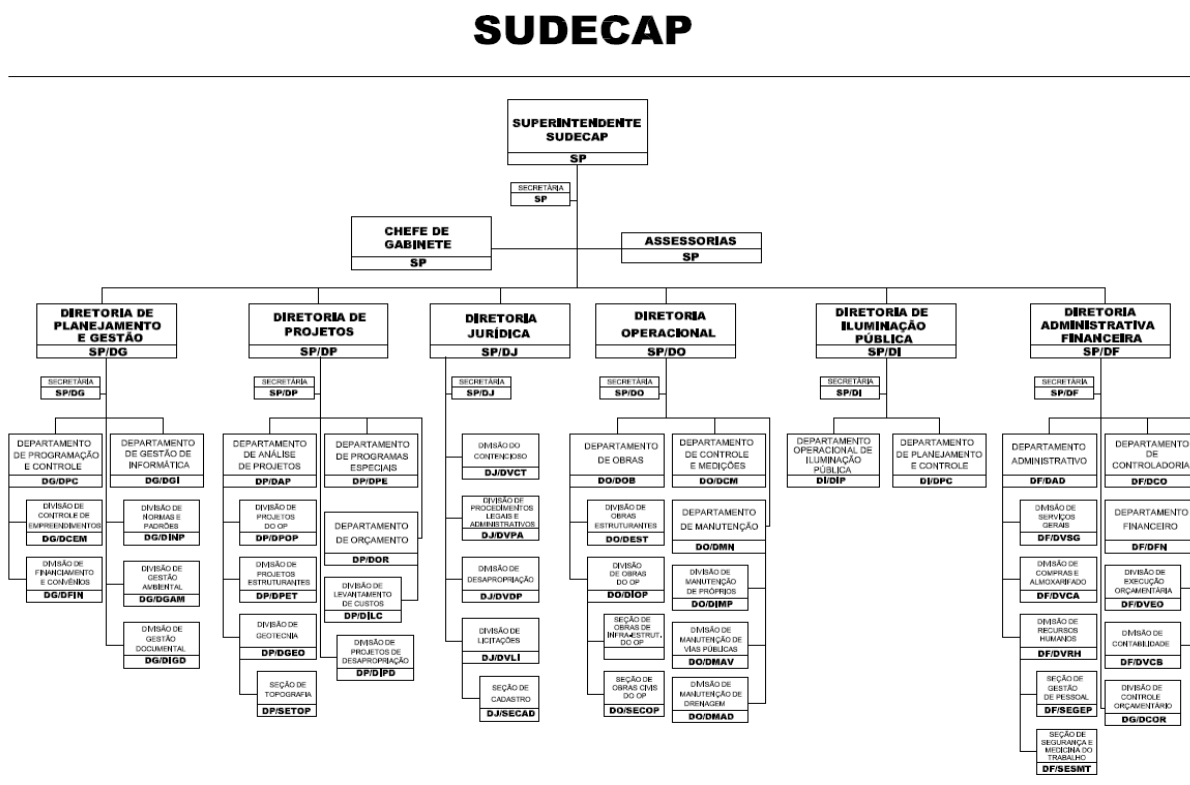 SUDECAP
SUPERINTENDENTE
SUDECAP
SP
SECRETÁRIA
SP
CHEFE DE
GABINETE
SP
ASSESSORIAS
SP
DIRETORIA DE
PLANEJAMENTO
E GESTÃO
SP/DG
SECRETÁRIA
SP/DG
DEPARTAMENTO
DE PROGRAMAÇÃO
E CONTROLE
DG/DPC
DIVISÃO DE
CONTROLE DE
EMPREENDIMENTOS
DG/DCEM
DIVISÃO DE
FINANCIAMENTO
E CONVÊNIOS
DG/DFIN
DEPARTAMENTO
DE GESTÃO DE
INFORMÁTICA
DG/DGI
DIVISÃO DE
NORMAS E
PADRÕES
DG/DINP
DIVISÃO DE
GESTÃO
AMBIENTAL
DG/DGAM
DIVISÃO DE
GESTÃO
DOCUMENTAL
DG/DIGD
DIRETORIA DE
PROJETOS
SP/DP
SECRETÁRIA
SP/DP
DEPARTAMENTO
DE ANÁLISE
DE PROJETOS
DP/DAP
DIVISÃO DE
PROJETOS
DO OP
DP/DPOP
DIVISÃO DE
PROJETOS
ESTRUTURANTES
DP/DPET
DIVISÃO DE
GEOTECNIA
DP/DGEO
SEÇÃO DE
TOPOGRAFIA
DP/SETOP
DEPARTAMENTO
DE PROGRAMAS
ESPECIAIS
DP/DPE
DEPARTAMENTO
DE ORÇAMENTO
DP/DOR
DIVISÃO DE
LEVANTAMENTO
DE CUSTOS
DP/DILC
DIVISÃO DE
PROJETOS DE
DESAPROPRIAÇÃO
DP/DIPD
DIRETORIA
JURÍDICA
SP/DJ
SECRETÁRIA
SP/DJ
DIVISÃO DO
CONTENCIOSO
DJ/DVCT
DIVISÃO DE
PROCEDIMENTOS
LEGAIS E
ADMINISTRATIVOS
DJ/DVPA
DIVISÃO DE
DESAPROPRIAÇÃO
DJ/DVDP
DIVISÃO DE
LICITAÇÕES
DJ/DVLI
SEÇÃO DE
CADASTRO
DJ/SECAD
DIRETORIA
OPERACIONAL
SP/DO
SECRETÁRIA
SP/DO
DEPARTAMENTO
DE OBRAS
DO/DOB
DIVISÃO DE
OBRAS
ESTRUTURANTES
DO/DEST
DIVISÃO
DE OBRAS
DO OP
DO/DIOP
SEÇÃO DE
OBRAS DE
INFRA-ESTRUT.
DO OP
SEÇÃO DE
OBRAS CIVIS
DO OP
DO/SECOP
DEPARTAMENTO
DE CONTROLE
E MEDIÇÕES
DO/DCM
DEPARTAMENTO
DE MANUTENÇÃO
DO/DMN
DIVISÃO DE
MANUTENÇÃO
DE PRÓPRIOS
DO/DIMP
DIVISÃO DE
MANUTENÇÃO DE
VIAS PÚBLICAS
DO/DMAV
DIVISÃO DE
MANUTENÇÃO DE
DRENAGEM
DO/DMAD
DIRETORIA DE
ILUMINAÇÃO
PÚBLICA
SP/DI
SECRETÁRIA
SP/DI
DEPARTAMENTO
OPERACIONAL DE
ILUMINAÇÃO
PÚBLICA
DI/DIP
DEPARTAMENTO
DE PLANEJAMENTO
E CONTROLE
DI/DPC
DIRETORIA
ADMINISTRATIVA
FINANCEIRA
SP/DF
SECRETÁRIA
SP/DF
DEPARTAMENTO
ADMINISTRATIVO
DF/DAD
DIVISÃO DE
SERVIÇOS
GERAIS
DF/DVSG
DIVISÃO DE
COMPRAS E
ALMOXARIFADO
DF/DVCA
DIVISÃO DE
RECURSOS
HUMANOS
DF/DVRH
SEÇÃO DE
GESTÃO
DE PESSOAL
DF/SEGEP
SEÇÃO DE
SEGURANÇA E
MEDICINA DO
TRABALHO
DF/SESMT
DEPARTAMENTO
DE
CONTROLADORIA
DF/DCO
DEPARTAMENTO
FINANCEIRO
DF/DFN
DIVISÃO DE
EXECUÇÃO
ORÇAMENTÁRIA
DF/DVEO
DIVISÃO DE
CONTABILIDADE
DF/DVCB
DIVISÃO DE
CONTROLE
ORÇAMENTÁRIO
DG/DCOR